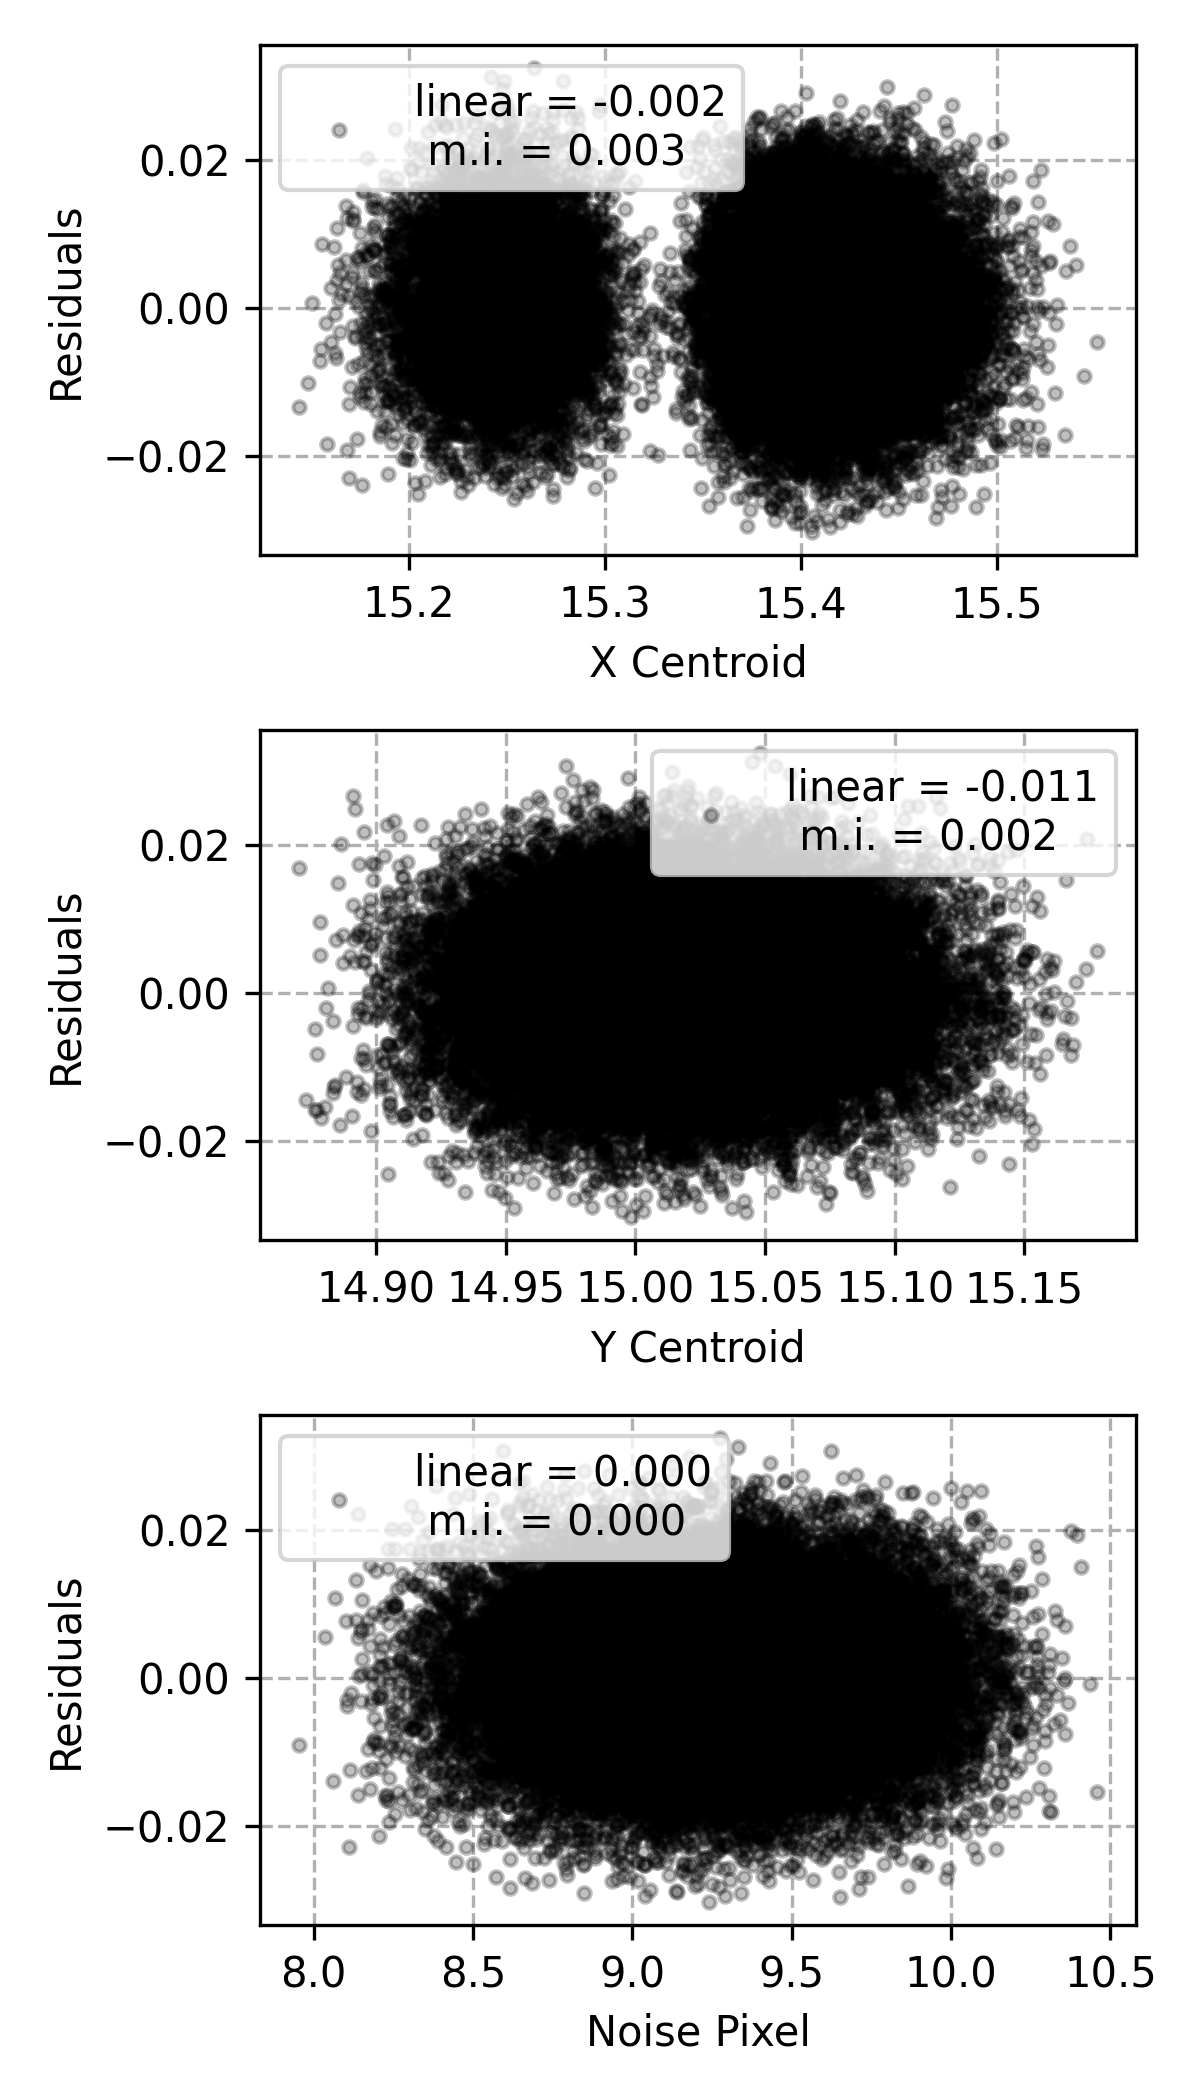 linear = -0.002
m.i. = 0.003
0.02
0.00
−0.02
Residuals
15.2 15.3 15.4 15.5
X Centroid
linear = -0.011
m.i. = 0.002
0.02
0.00
−0.02
Residuals
14.90 14.95 15.00 15.05 15.10 15.15
Y Centroid
linear = 0.000
m.i. = 0.000
0.02
0.00
−0.02
Residuals
8.0 8.5 9.0 9.5 10.0 10.5
Noise Pixel